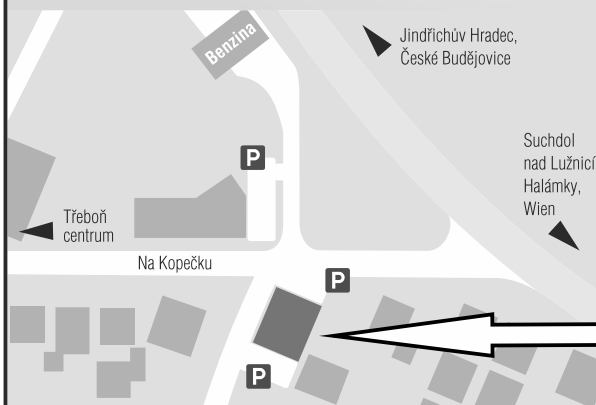 Benzina
Jindřichův Hradec,
České Budějovice
Suchdol
nad Lužnicí
Halámky,
Wien
P
Třeboň
centrum
Na Kopečku
P
P